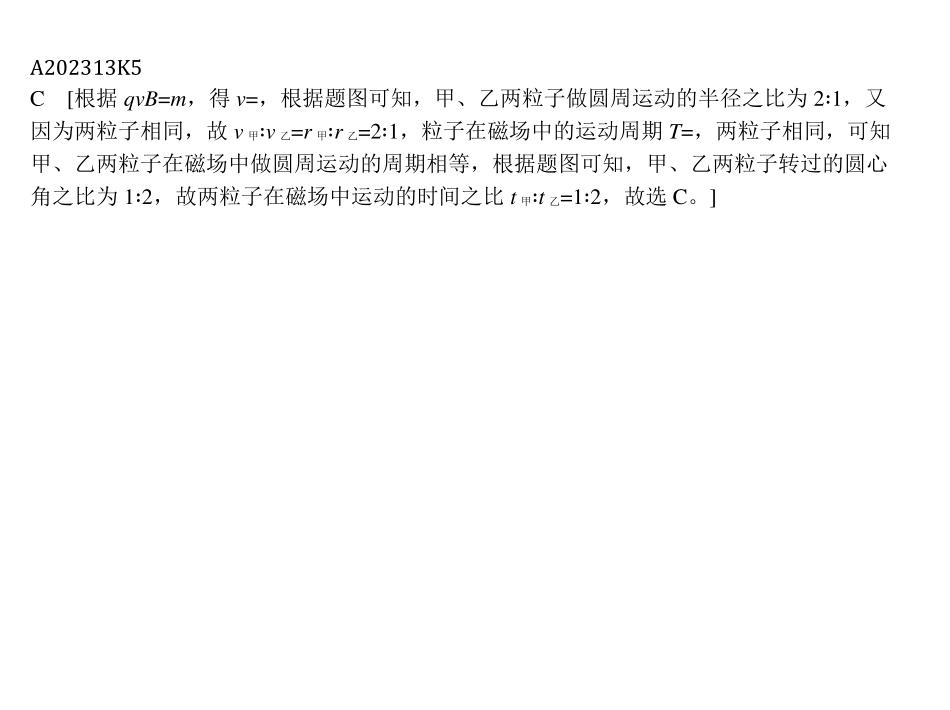 A202313K5
C [根据 qvB=m，得 v=，根据题图可知，甲、乙两粒子做圆周运动的半径之比为 2∶1，又
因为两粒子相同，故 v 甲∶v 乙=r 甲∶r 乙=2∶1，粒子在磁场中的运动周期 T=，两粒子相同，可知
甲、乙两粒子在磁场中做圆周运动的周期相等，根据题图可知，甲、乙两粒子转过的圆心
角之比为 1∶2，故两粒子在磁场中运动的时间之比 t 甲∶t 乙=1∶2，故选 C。]